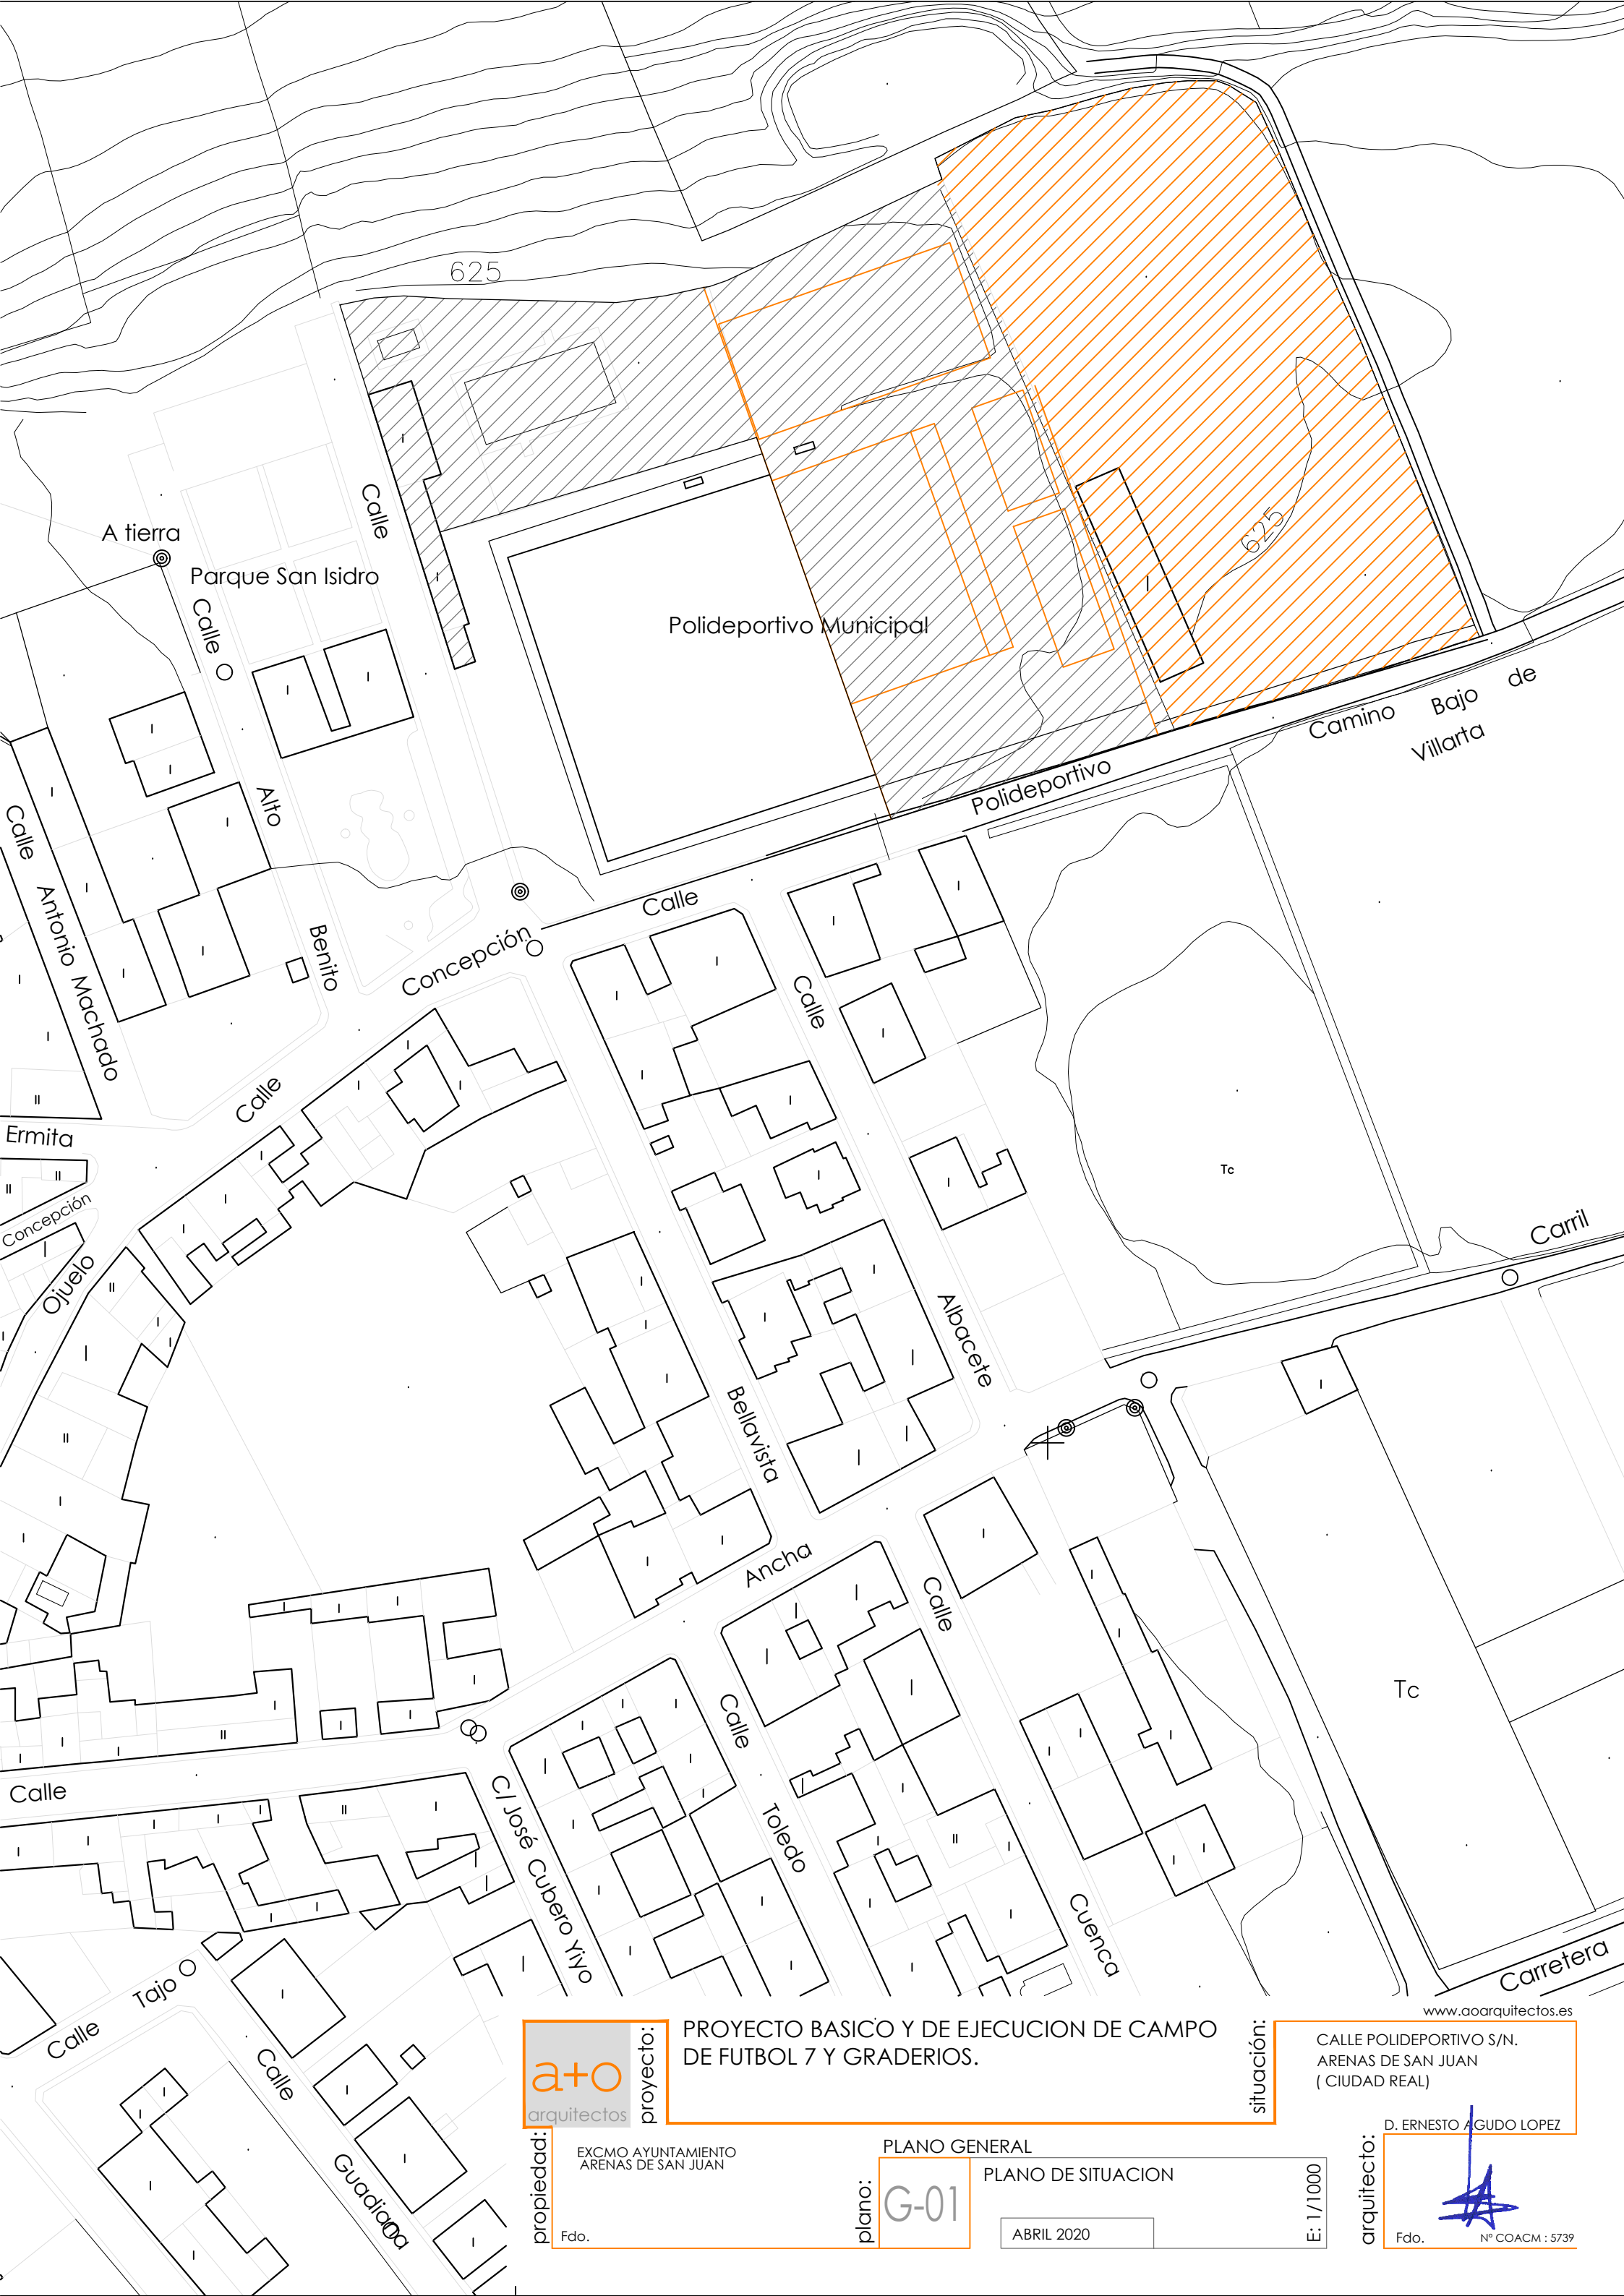 625
Calle
A tierra
Parque San Isidro
Calle
Polideportivo Municipal
625
Camino Bajo de
Villarta
Polideportivo
Alto
Calle
Antonio Machado
Benito
Calle
Concepción
Calle
Calle
Ermita
Concepción
Ojuelo
Tc
Carril
Albacete
Bellavista
Ancha
Calle
Calle
Tc
Calle
C/ José Cubero Yiyo
Toledo
Cuenca
Carretera
Tajo
Calle
Calle
Guadiana
www.aoarquitectos.es
a+o
arquitectos
proyecto:
PROYECTO BASICO Y DE EJECUCION DE CAMPO
DE FUTBOL 7 Y GRADERIOS.
situación:
CALLE POLIDEPORTIVO S/N.
ARENAS DE SAN JUAN
( CIUDAD REAL)
D. ERNESTO AGUDO LOPEZ
propiedad:
EXCMO AYUNTAMIENTO
ARENAS DE SAN JUAN
Fdo.
plano:
PLANO GENERAL
G-01
PLANO DE SITUACION
ABRIL 2020
E: 1/1000
arquitecto:
Fdo.
Nº COACM : 5739